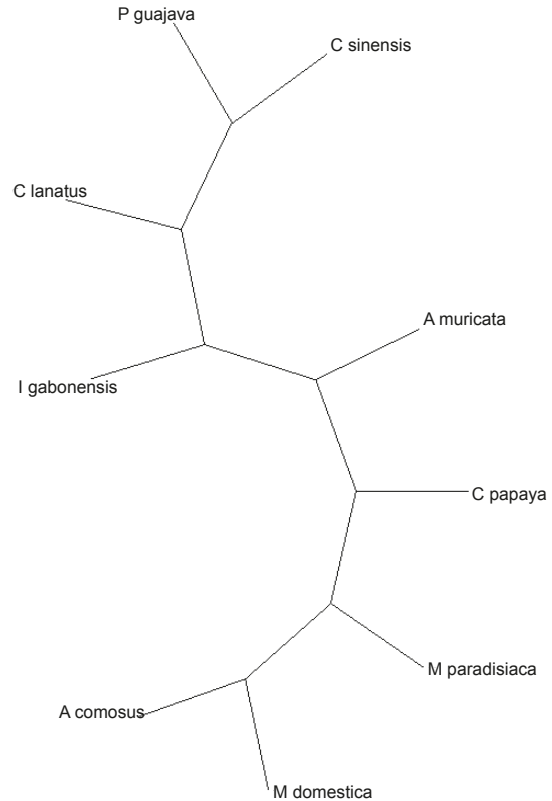 P guajava
C sinensis
C lanatus
A muricata
I gabonensis
C papaya
M paradisiaca
A comosus
M domestica